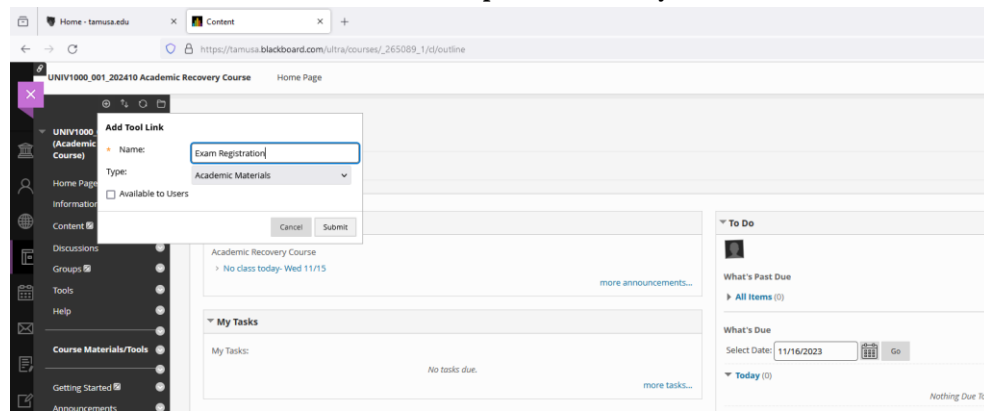 Home - tamusa.edu
Content
https://tamusa.blackboard.com/ultra/courses/_265089_1/cl/outline
UNIV1000_001_202410 Academic Recovery Course
Home Page
UNIV1000_
(Academic
Course)
Home Page
Information
Content
Discussions
Groups
Tools
Help
Course Materials/Tools
Getting Started
Announcements
Add Tool Link
* Name:
Exam Registration
Type:
Academic Materials
Available to Users
Cancel
Submit
Academic Recovery Course
No class today- Wed 11/15
more announcements...
My Tasks
My Tasks:
No tasks due.
more tasks...
To Do
What's Past Due
All Items (0)
What's Due
Select Date:
11/16/2023
Go
Today (0)
Nothing Due